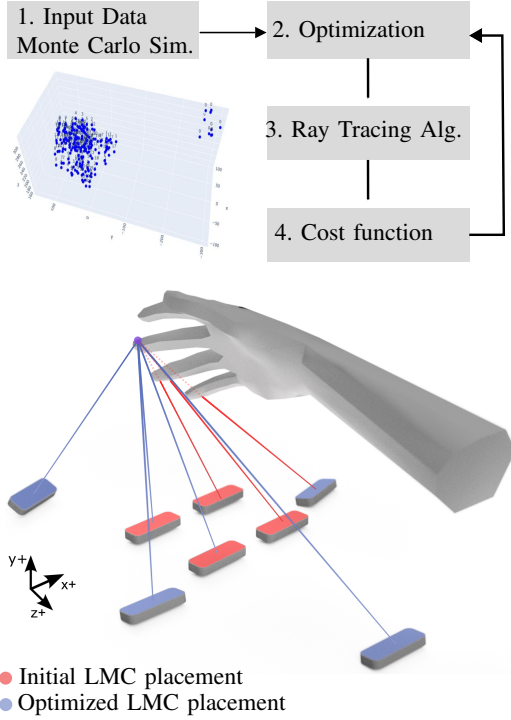 1. Input Data
Monte Carlo Sim.
2. Optimization
3. Ray Tracing Alg.
4. Cost function
y+
x+
z+
Initial LMC placement
Optimized LMC placement